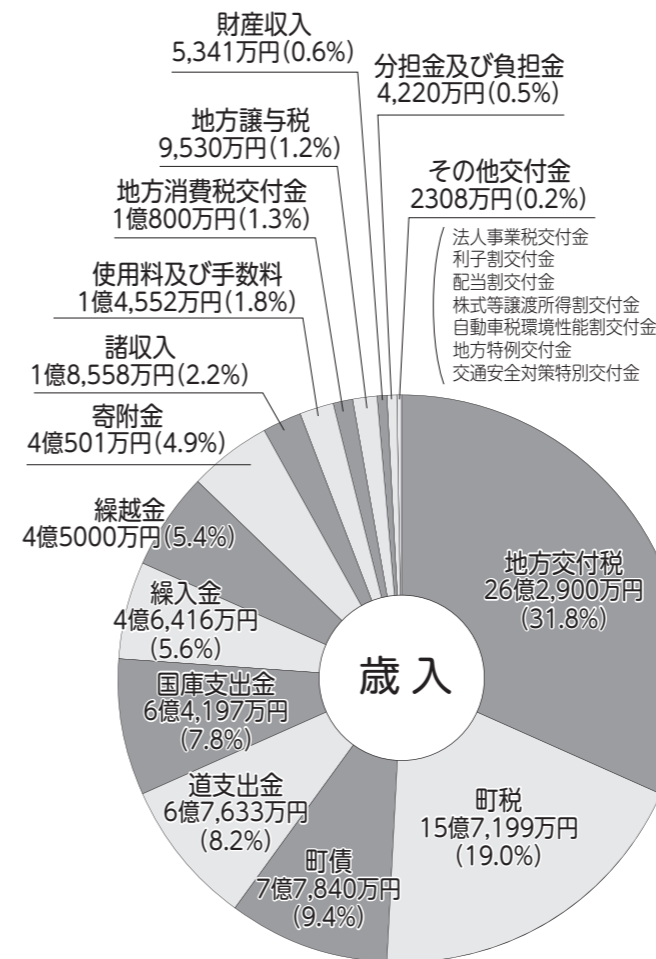 財産収入
5,341万円(0.6%)
分担金及び負担金
4,220万円(0.5%)
地方譲与税
9,530万円(1.2%)
その他交付金
2308万円(0.2%)
法人事業税交付金
利子割交付金
配当割交付金
株式等譲渡所得割交付金
自動車税環境性能割交付金
地方特例交付金
交通安全対策特別交付金
地方消費税交付金
1億800万円(1.3%)
使用料及び手数料
1億4,552万円(1.8%)
諸収入
1億8,558万円(2.2%)
寄附金
4億501万円(4.9%)
繰越金
4億5000万円(5.4%)
繰入金
4億6,416万円
(5.6%)
国庫支出金
6億4,197万円
(7.8%)
道支出金
6億7,633万円
(8.2%)
町債
7億7,840万円
(9.4%)
町税
15億7,199万円
(19.0%)
地方交付税
26億2,900万円
(31.8%)
歳入